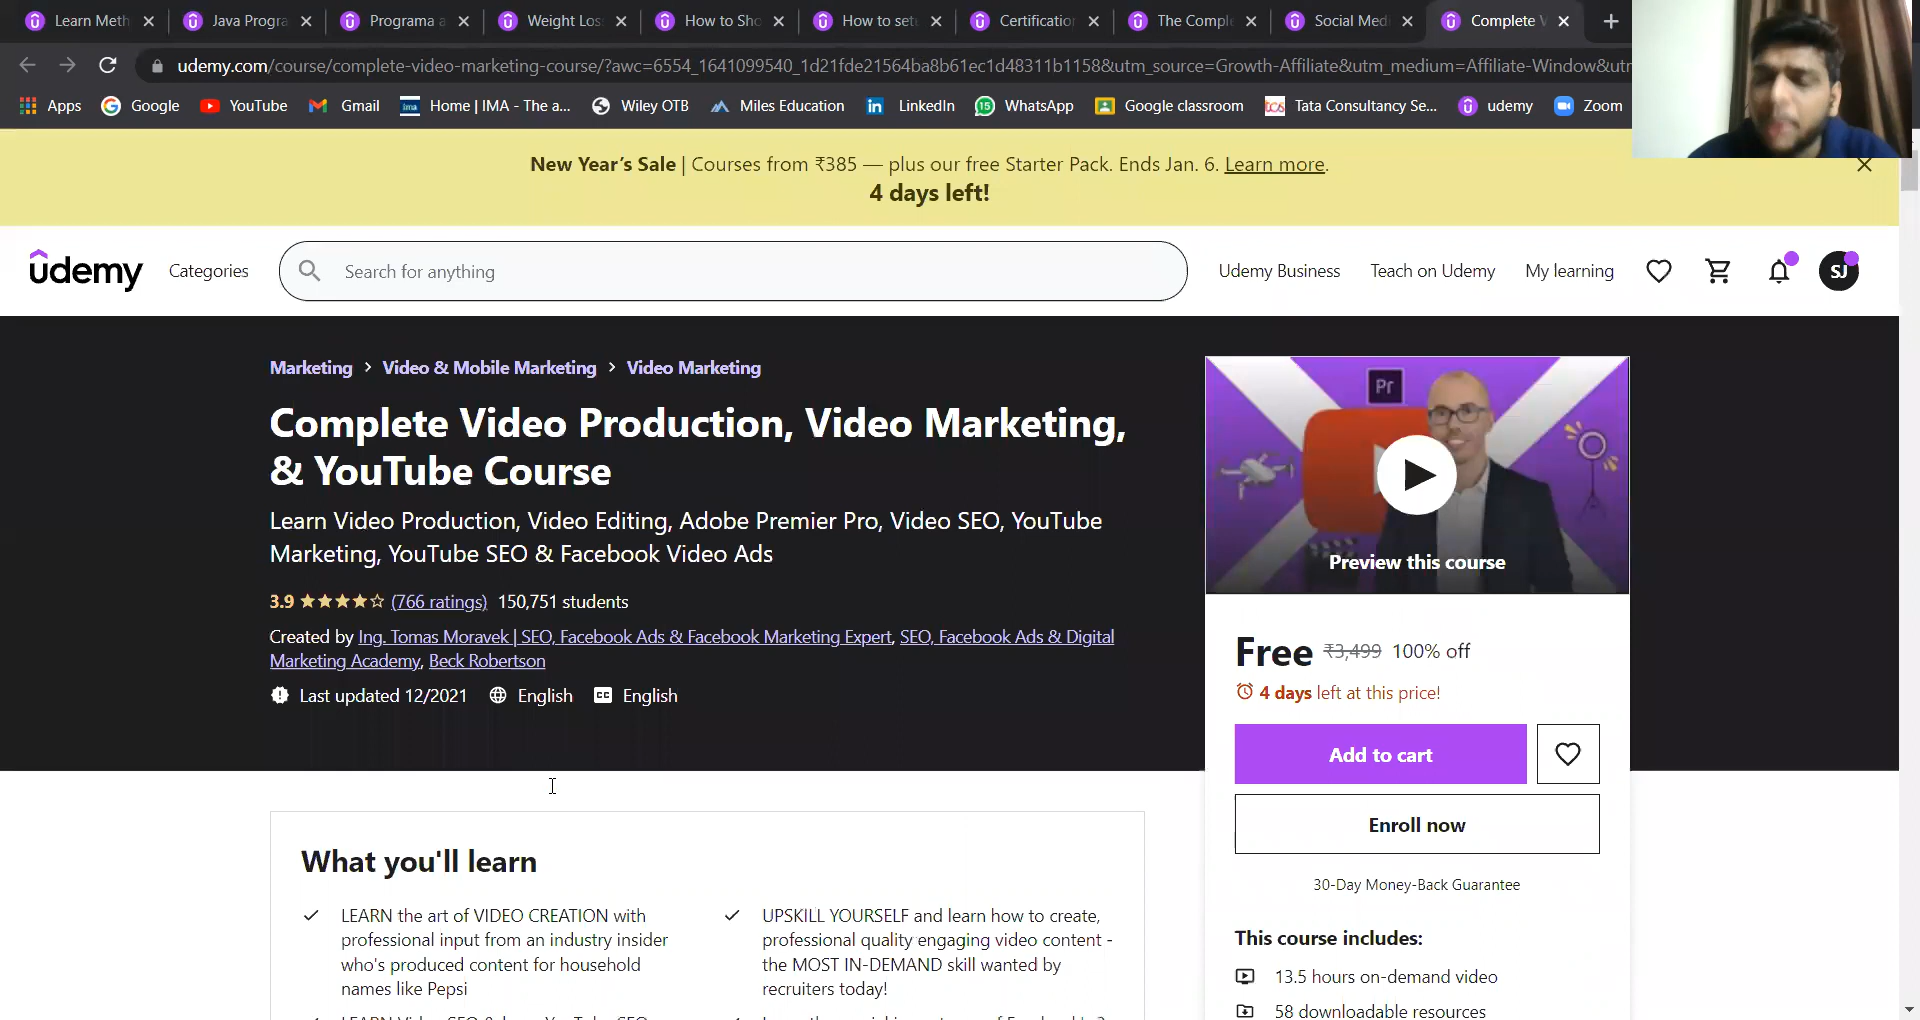 Learn Meth
Java Progra
Programa a
Weight Los
How to Sho
How to set
Certification
The Comple
Social Medi
Complete V
udemy.com/course/complete-video-marketing-course/?awc=6554_1641099540_1d21fde21564ba8b61ec1d48311b1158&utm_source=Growth-Affiliate&utm_medium=Affiliate-Window&utm
Apps
Google
YouTube
Gmail
ima
Home | IMA - The a...
Wiley OTB
Miles Education
in
LinkedIn
15
WhatsApp
Google classroom
tcs
Tata Consultancy Se...
udemy
Zoom
New Year’s Sale | Courses from ₹385 — plus our free Starter Pack. Ends Jan. 6. Learn more.
4 days left!
udemy
Categories
Search for anything
Udemy Business
Teach on Udemy
My learning
SJ
Marketing > Video & Mobile Marketing > Video Marketing
Complete Video Production, Video Marketing,
& YouTube Course
Learn Video Production, Video Editing, Adobe Premier Pro, Video SEO, YouTube
Marketing, YouTube SEO & Facebook Video Ads
3.9 (766 ratings) 150,751 students
Created by Ing. Tomas Moravek | SEO, Facebook Ads & Facebook Marketing Expert, SEO, Facebook Ads & Digital
Marketing Academy, Beck Robertson
Last updated 12/2021 English CC English
Pr
Preview this course
Free ₹3,499 100% off
4 days left at this price!
Add to cart
Enroll now
30-Day Money-Back Guarantee
This course includes:
13.5 hours on-demand video
58 downloadable resources
What you'll learn
LEARN the art of VIDEO CREATION with
professional input from an industry insider
who's produced content for household
names like Pepsi
UPSKILL YOURSELF and learn how to create,
professional quality engaging video content -
the MOST IN-DEMAND skill wanted by
recruiters today!